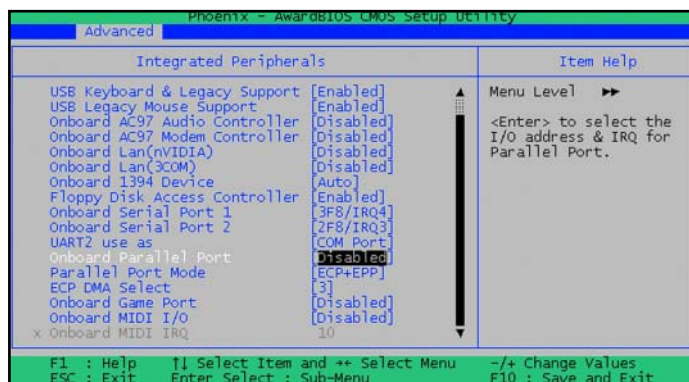 Phoenix - AwardBIOS CMOS Setup Utility
Advanced
Integrated Peripherals
Item Help
USB Keyboard & Legacy Support [Enabled]
USB Legacy Mouse Support [Enabled]
Onboard AC97 Audio Controller [Disabled]
Onboard AC97 Modem Controller [Disabled]
Onboard Lan(nVIDIA) [Disabled]
Onboard Lan(3COM) [Disabled]
Onboard 1394 Device [Auto]
Floppy Disk Access Controller [Enabled]
Onboard Serial Port 1 [3F8/IRQ4]
Onboard Serial Port 2 [2F8/IRQ3]
UART2 use as [COM Port]
Onboard Parallel Port [Disabled]
Parallel Port Mode [ECP+EPP]
ECP DMA Select [3]
Onboard Game Port [Disabled]
Onboard MIDI I/O [Disabled]
x Onboard MIDI IRQ 10
Menu Level ▶▶
<Enter> to select the
I/O address & IRQ for
Parallel Port.
F1 : Help ↑↓ Select Item and ←→ Select Menu -/+ Change Values
ESC : Exit Enter Select : Sub-Menu F10 : Save and Exit